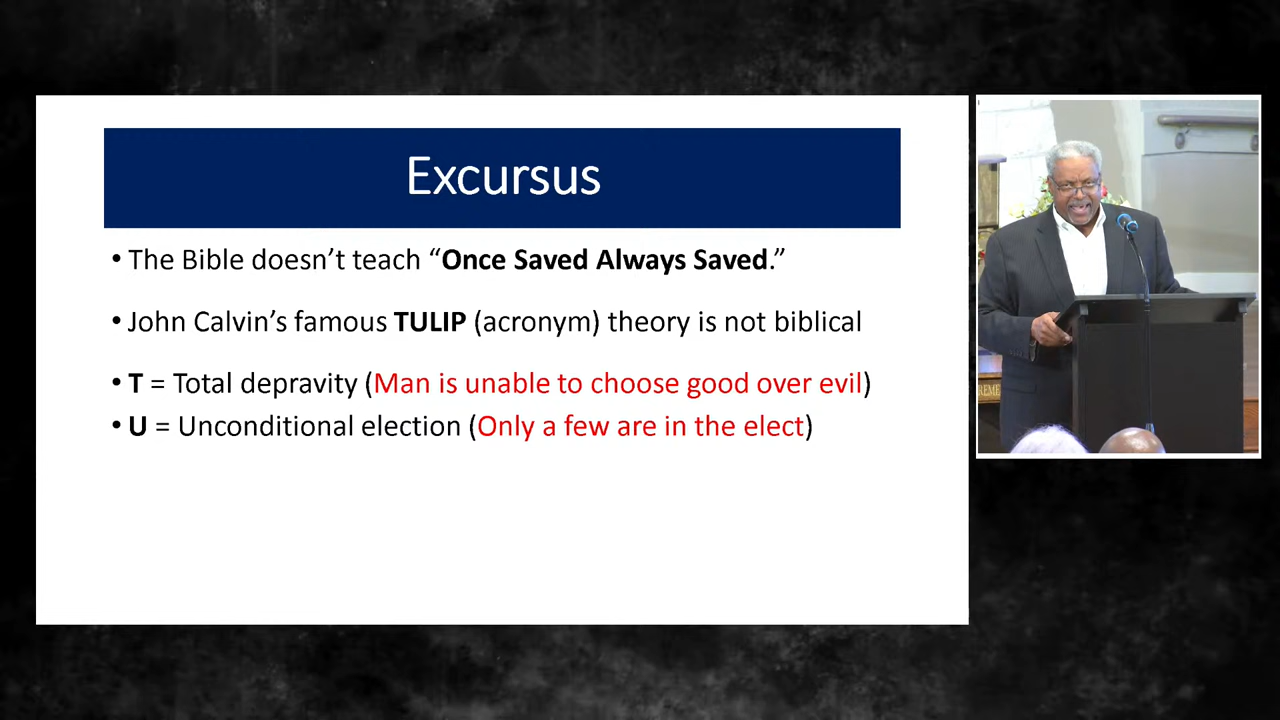 Excursus
• The Bible doesn’t teach “Once Saved Always Saved.”
• John Calvin’s famous TULIP (acronym) theory is not biblical
• T = Total depravity (Man is unable to choose good over evil)
• U = Unconditional election (Only a few are in the elect)
REME